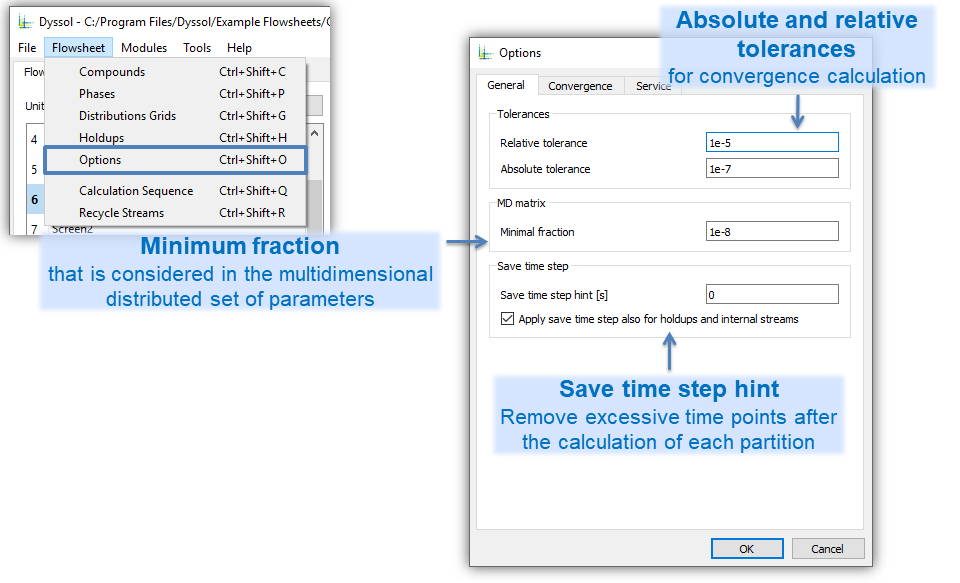 Dyssol - C:/Program Files/Dyssol/Example Flowsheets/
File Flowsheet Modules Tools Help
Flow
Compounds Ctrl+Shift+C
Phases Ctrl+Shift+P
Unit
Distributions Grids Ctrl+Shift+G
4
Holdups Ctrl+Shift+H
5
Options Ctrl+Shift+O
6
Calculation Sequence Ctrl+Shift+Q
Recycle Streams Ctrl+Shift+R
7 Screen2
Minimum fraction
that is considered in the multidimensional
distributed set of parameters
Absolute and relative
tolerances
for convergence calculation
Options
General Convergence Service
Tolerances
Relative tolerance 1e-5
Absolute tolerance 1e-7
MD matrix
Minimal fraction 1e-8
Save time step
Save time step hint [s] 0
Apply save time step also for holdups and internal streams
Save time step hint
Remove excessive time points after
the calculation of each partition
OK Cancel